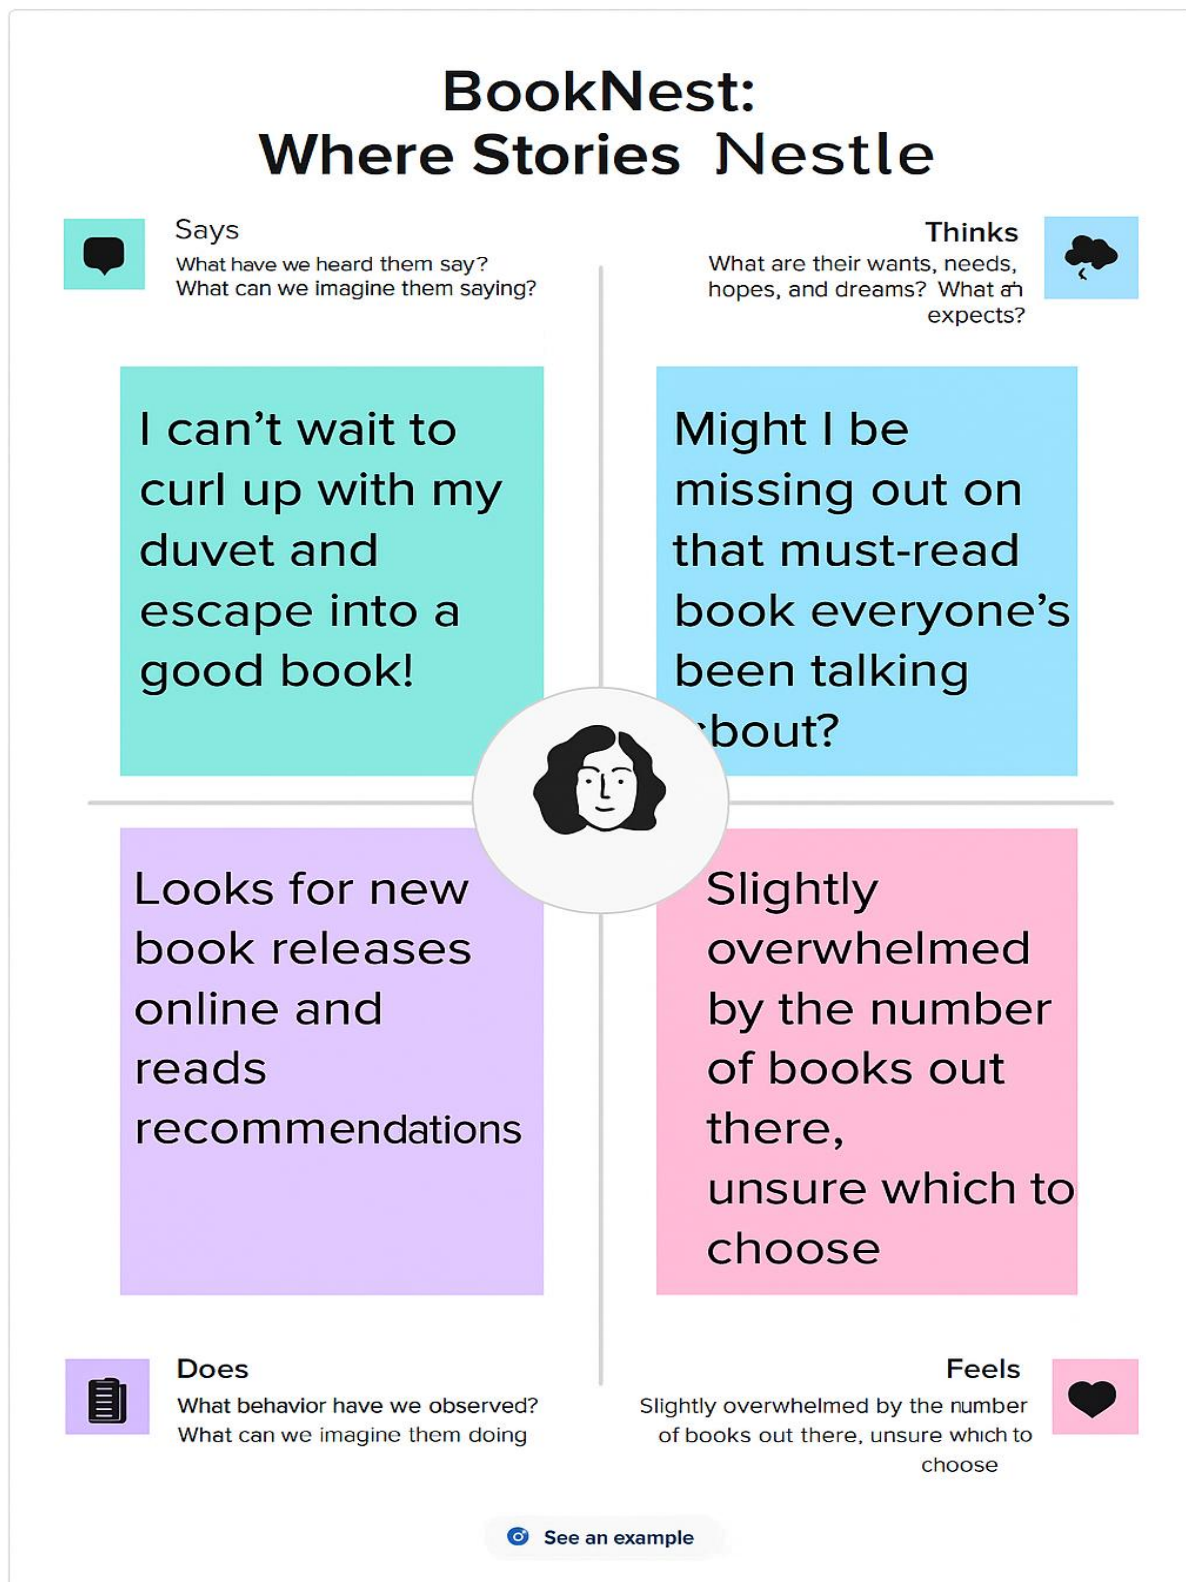 BookNest:
Where Stories Nestle
Says
What have we heard them say?
What can we imagine them saying?
Thinks
What are their wants, needs,
hopes, and dreams? What
expects?
I can’t wait to
curl up with my
duvet and
escape into a
good book!
Might I be
missing out on
that must-read
book everyone’s
been talking
about?
Looks for new
book releases
online and
reads
recommendations
Slightly
overwhelmed
by the number
of books out
there,
unsure which to
choose
Does
What behavior have we observed?
What can we imagine them doing
Feels
Slightly overwhelmed by the number
of books out there, unsure which to
choose
See an example